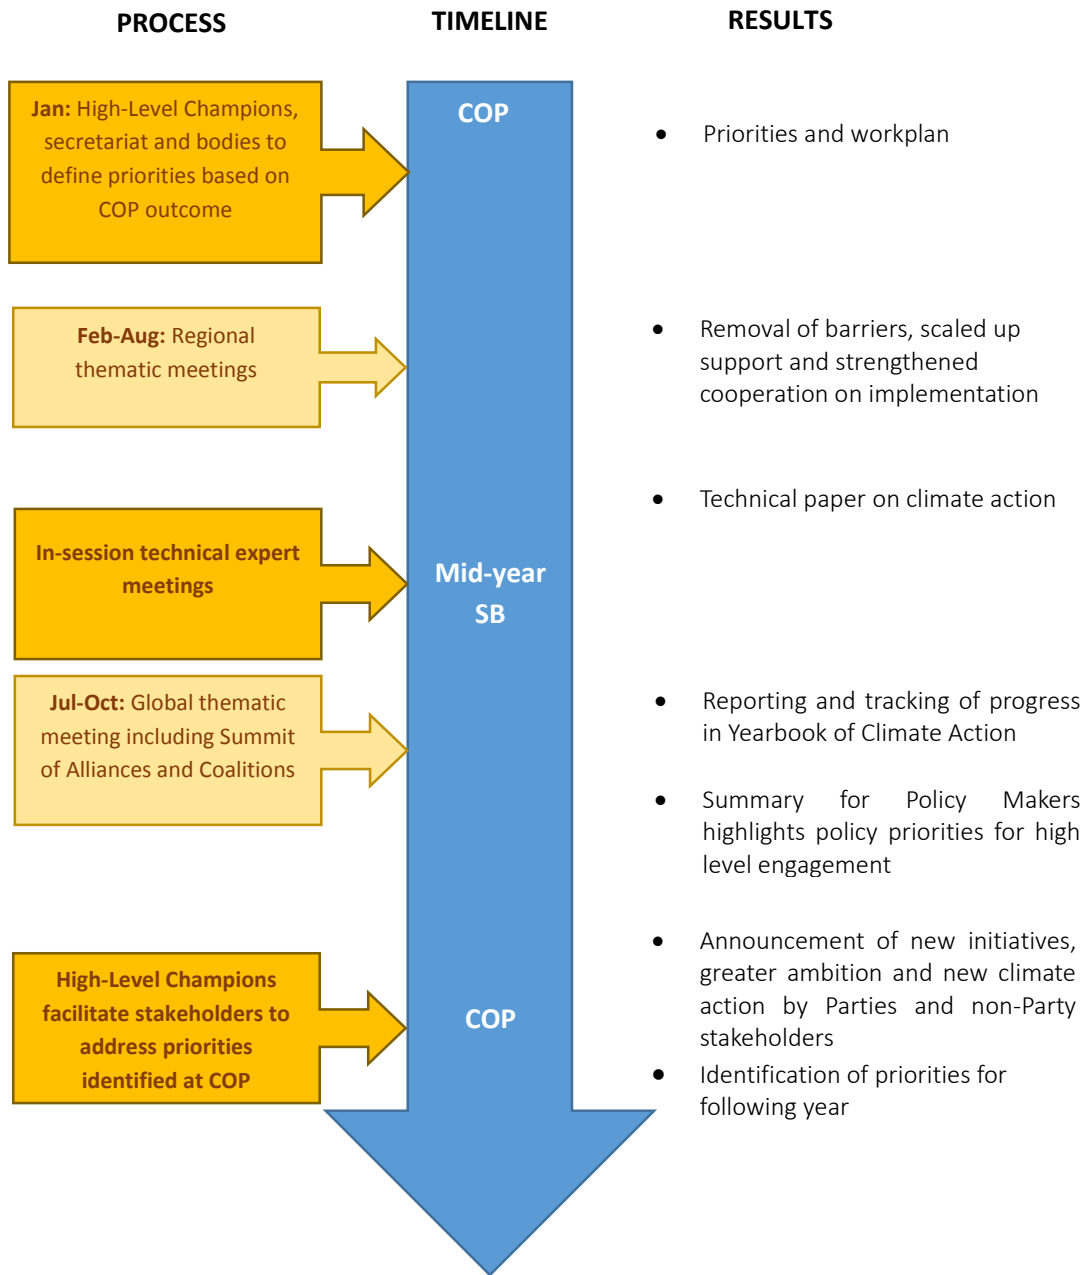 PROCESS
TIMELINE
RESULTS
Jan: High-Level Champions,
secretariat and bodies to
define priorities based on
COP outcome
COP
• Priorities and workplan
Feb-Aug: Regional
thematic meetings
• Removal of barriers, scaled up
support and strengthened
cooperation on implementation
In-session technical expert
meetings
Mid-year
SB
• Technical paper on climate action
Jul-Oct: Global thematic
meeting including Summit
of Alliances and Coalitions
• Reporting and tracking of progress
in Yearbook of Climate Action
• Summary for Policy Makers
highlights policy priorities for high
level engagement
High-Level Champions
facilitate stakeholders to
address priorities
identified at COP
COP
• Announcement of new initiatives,
greater ambition and new climate
action by Parties and non-Party
stakeholders
• Identification of priorities for
following year